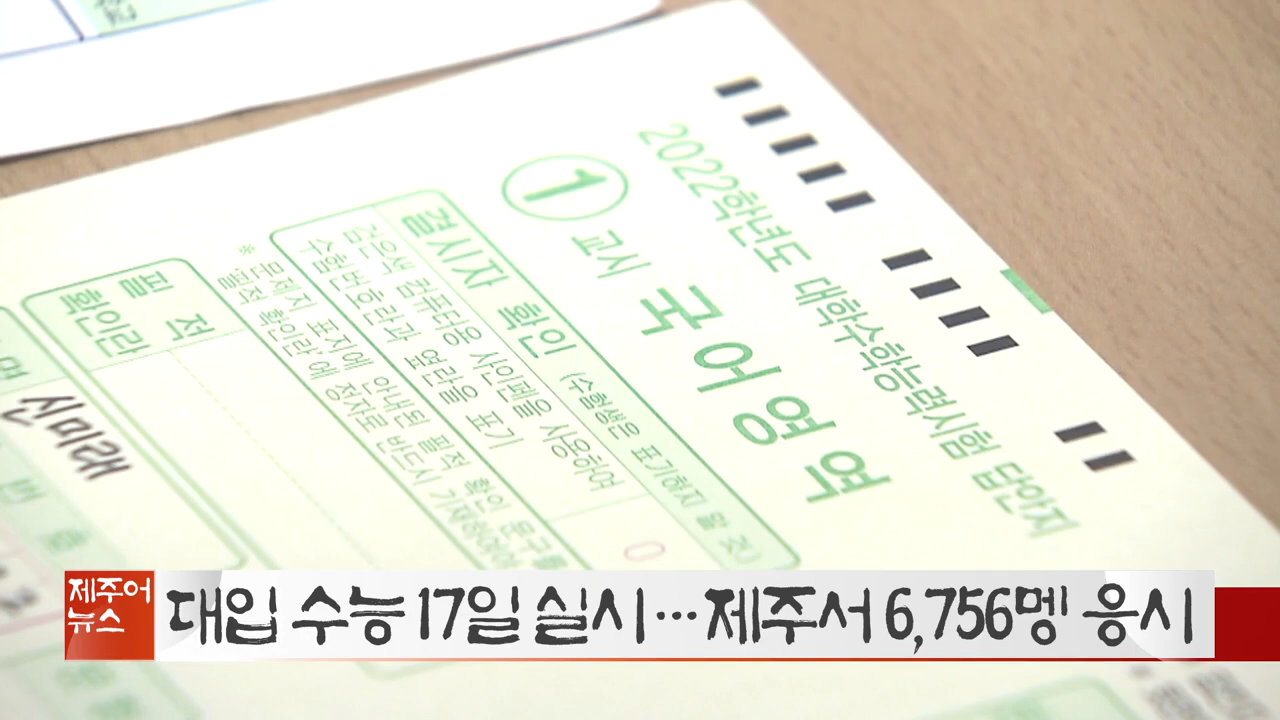 2022학년도 대학수학능력시험 답안지
1 교시 국어영역
결시자 확인 (수험생은 표기하지 말 것.)
검은색 컴퓨터용 사인펜을 사용하여
수험번호란과 옆란을 표기
※ 문제지 표지에 안내된 필적 확인 문구를
'필적 확인란'에 정자로 반드시 기재하여야
필 적
확인란
신미래
제주어
뉴스
대입 수능 17일 실시…제주서 6,756멩 응시